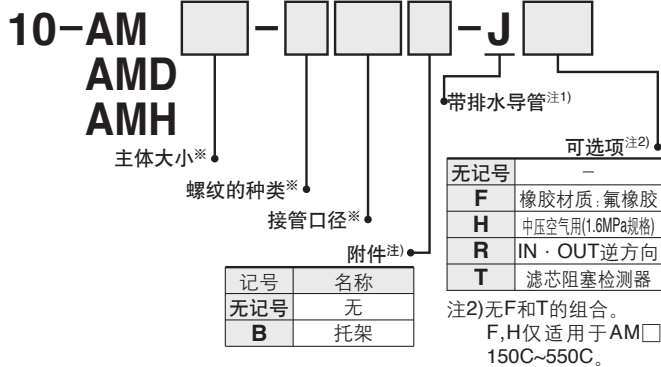 10-AM□-□□□-J□
AMD
AMH
带排水导管注1)
主体大小※
可选项注2)
螺纹的种类※
接管口径※
附件注)
无记号 －
F 橡胶材质:氟橡胶
H 中压空气用(1.6MPa规格)
R IN · OUT逆方向
T 滤芯阻塞检测器
记号 名称
无记号 无
B 托架
注2)无F和T的组合。
F,H仅适用于AM□
150C~550C。